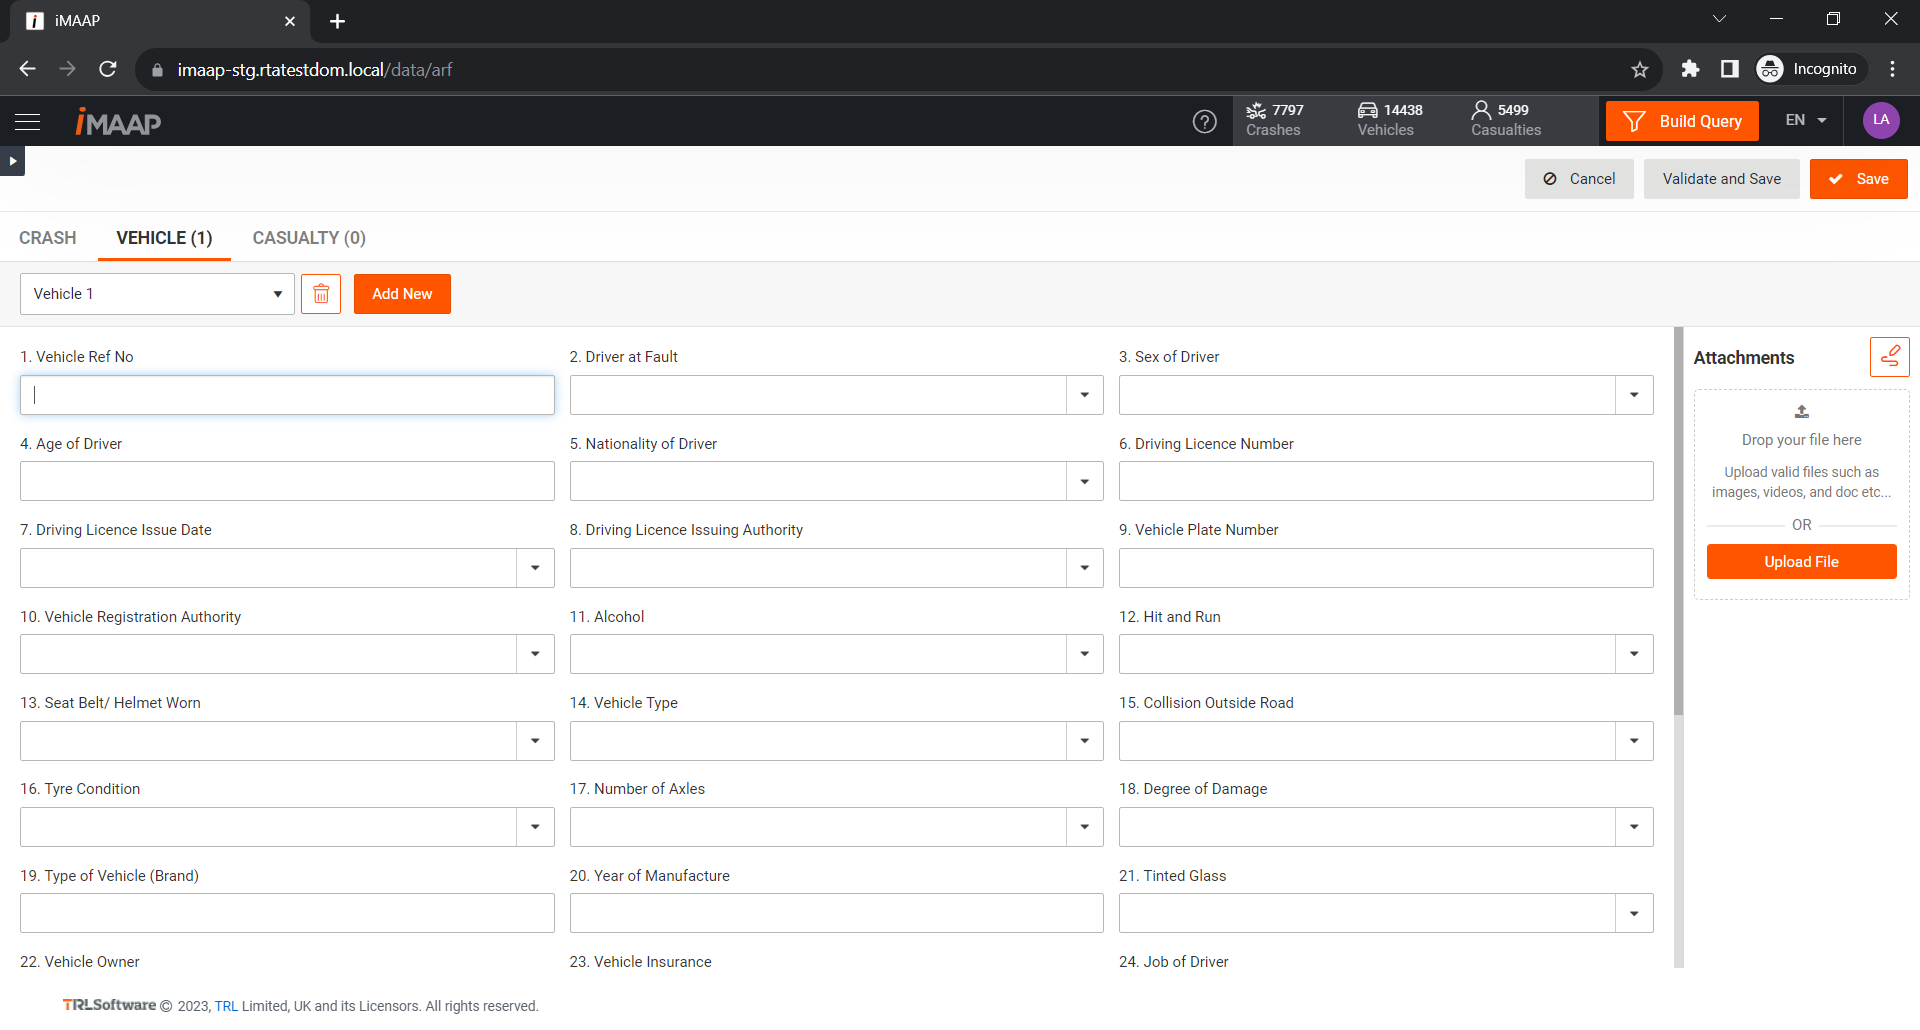 iMAAP
imaap-stg.rtatestdom.local/data/arf
Incognito
iMAAP
7797
Crashes
14438
Vehicles
5499
Casualties
Build Query
EN
LA
Cancel
Validate and Save
Save
CRASH
VEHICLE (1)
CASUALTY (0)
Vehicle 1
Add New
1. Vehicle Ref No
2. Driver at Fault
3. Sex of Driver
Attachments
4. Age of Driver
5. Nationality of Driver
6. Driving Licence Number
Drop your file here
Upload valid files such as
images, videos, and doc etc...
OR
Upload File
7. Driving Licence Issue Date
8. Driving Licence Issuing Authority
9. Vehicle Plate Number
10. Vehicle Registration Authority
11. Alcohol
12. Hit and Run
13. Seat Belt/ Helmet Worn
14. Vehicle Type
15. Collision Outside Road
16. Tyre Condition
17. Number of Axles
18. Degree of Damage
19. Type of Vehicle (Brand)
20. Year of Manufacture
21. Tinted Glass
22. Vehicle Owner
23. Vehicle Insurance
24. Job of Driver
TRLSoftware © 2023, TRL Limited, UK and its Licensors. All rights reserved.